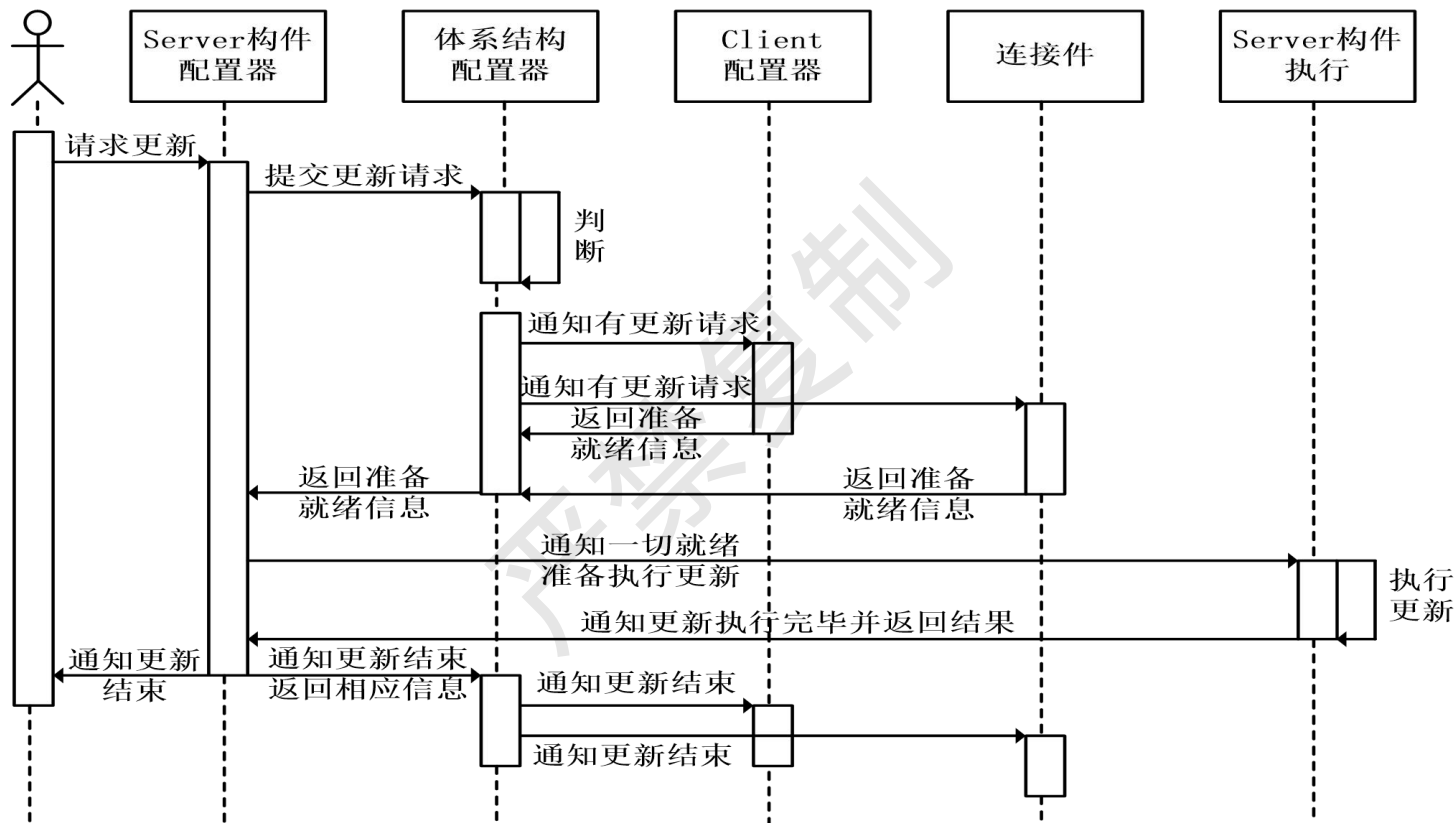 Server构件
配置器
体系结构
配置器
Client
配置器
连接件
Server构件
执行
请求更新
提交更新请求
判
断
通知有更新请求
通知有更新请求
返回准备
就绪信息
返回准备
就绪信息
返回准备
就绪信息
通知一切就绪
准备执行更新
执行
更新
通知更新执行完毕并返回结果
通知更新
结束
通知更新结束
返回相应信息
通知更新结束
通知更新结束
严禁复制